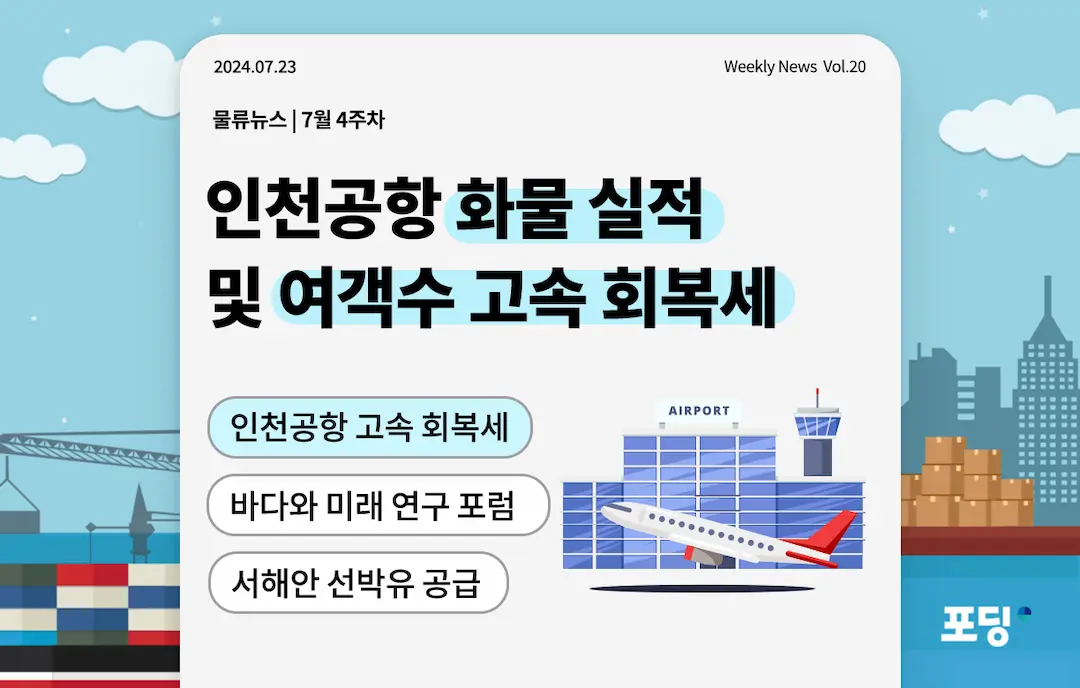 2024.07.23
Weekly News Vol.20
물류뉴스 | 7월 4주차
인천공항 화물 실적
및 여객수 고속 회복세
인천공항 고속 회복세
바다와 미래 연구 포럼
서해안 선박유 공급
AIRPORT
포딩